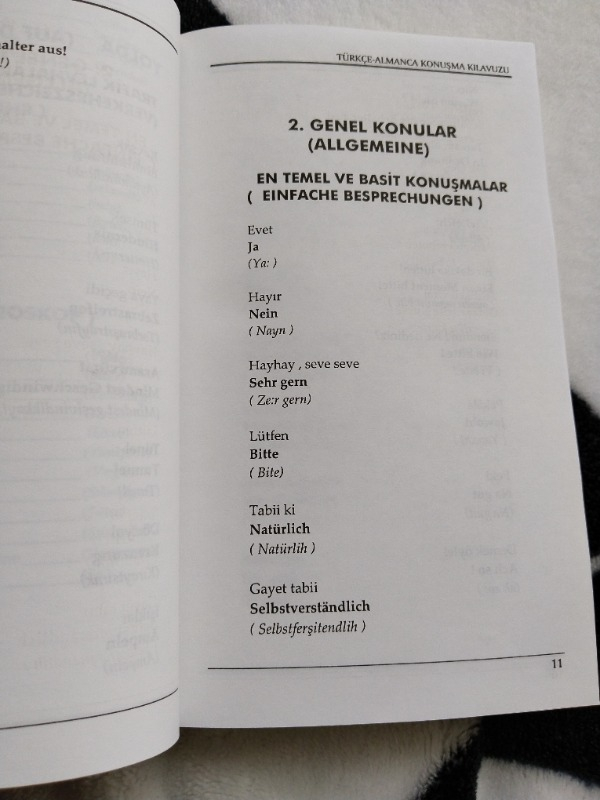 alter aus!
!)
TÜRKÇE-ALMANCA KONUŞMA KILAVUZU
2. GENEL KONULAR
(ALLGEMEINE)
EN TEMEL VE BASİT KONUŞMALAR
( EINFACHE BESPRECHUNGEN )
Evet
Ja
(Ya: )
Hayır
Nein
( Nayn )
Hayhay , seve seve
Sehr gern
( Ze:r gern)
Lütfen
Bitte
( Bite)
Tabii ki
Natürlich
( Natürlih )
Gayet tabii
Selbstverständlich
( Selbstferşitendlih )
11